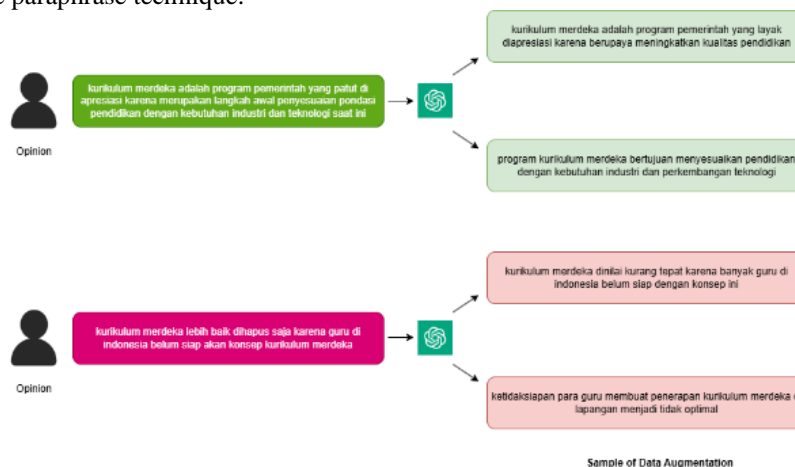 e paraphrase technique.
kurikulum merdeka adalah program pemerintah yang layak
diapresiasi karena berupaya meningkatkan kualitas pendidikan
kurikulum merdeka adalah program pemerintah yang patut di
apresiasi karena merupakan langkah awal penyesuaian pondasi
pendidikan dengan kebutuhan industri dan teknologi saat ini
Opinion
program kurikulum merdeka bertujuan menyesuaikan pendidikan
dengan kebutuhan industri dan perkembangan teknologi
kurikulum merdeka dinilai kurang tepat karena banyak guru di
indonesia belum siap dengan konsep ini
kurikulum merdeka lebih baik dihapus saja karena guru di
indonesia belum siap akan konsep kurikulum merdeka
Opinion
ketidaksiapan para guru membuat penerapan kurikulum merdeka
lapangan menjadi tidak optimal
Sample of Data Augmentation